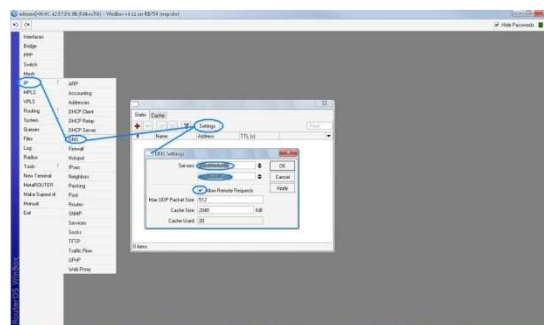 Hide Passwords
Interfaces
Bridge
PPP
Switch
Mesh
IP
MPLS
VPLS
Routing
System
Queues
Files
Log
Radius
Tools
New Terminal
MetaROUTER
Make Supout.rif
Manual
Exit
ARP
Accounting
Addresses
DHCP Client
DHCP Relay
DHCP Server
DNS
Firewall
Hotspot
IPsec
Neighbors
Packing
Pool
Routes
SNMP
Services
Socks
TFTP
Traffic Flow
UPnP
Web Proxy
Static Cache
Settings
Find
# Name Address TTL (s)
DNS Settings
Servers:
OK
Cancel
Allow Remote Requests
Apply
Max UDP Packet Size: 512
Cache Size: 2048 KiB
Cache Used: 20
0 items
RouterOS WinBox